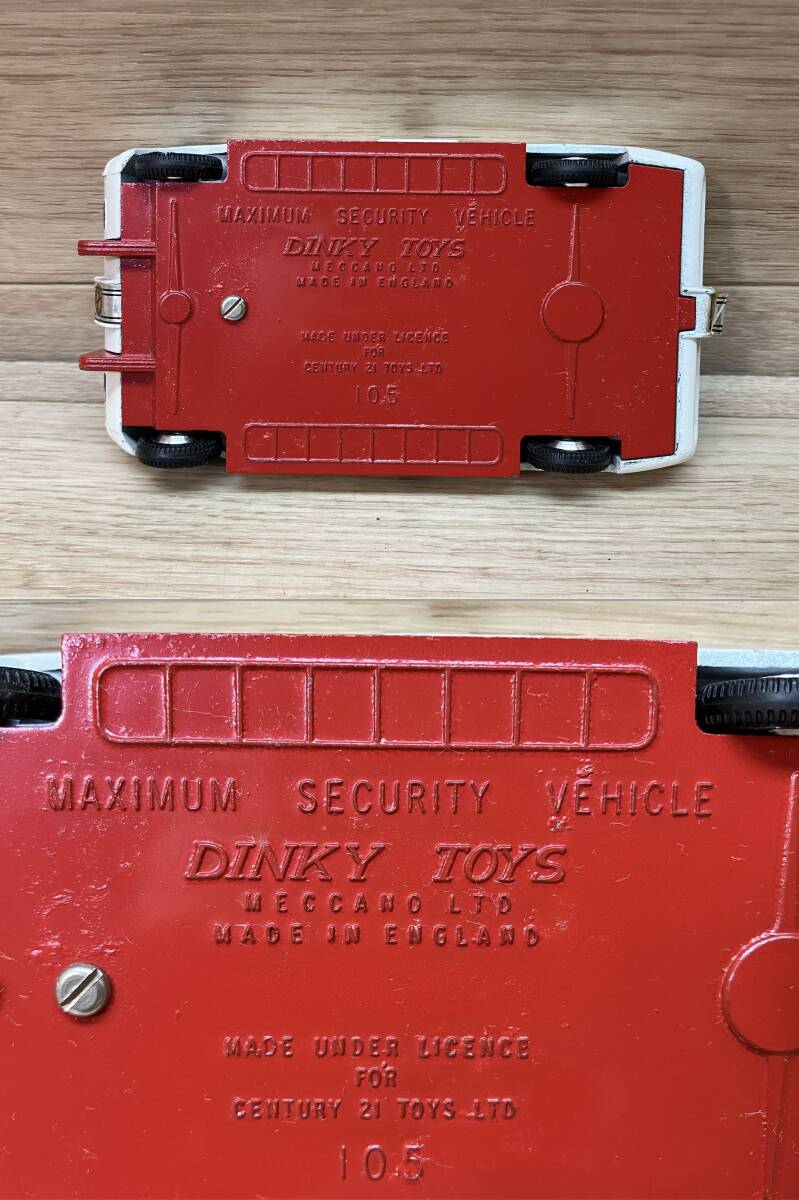 MAXIMUM SECURITY VEHICLE
DINKY TOYS
MECCANO LTD
MADE IN ENGLAND
MADE UNDER LICENCE
FOR
CENTURY 21 TOYS LTD
105
MAXIMUM SECURITY VEHICLE
DINKY TOYS
MECCANO LTD
MADE IN ENGLAND
MADE UNDER LICENCE
FOR
CENTURY 21 TOYS LTD
105